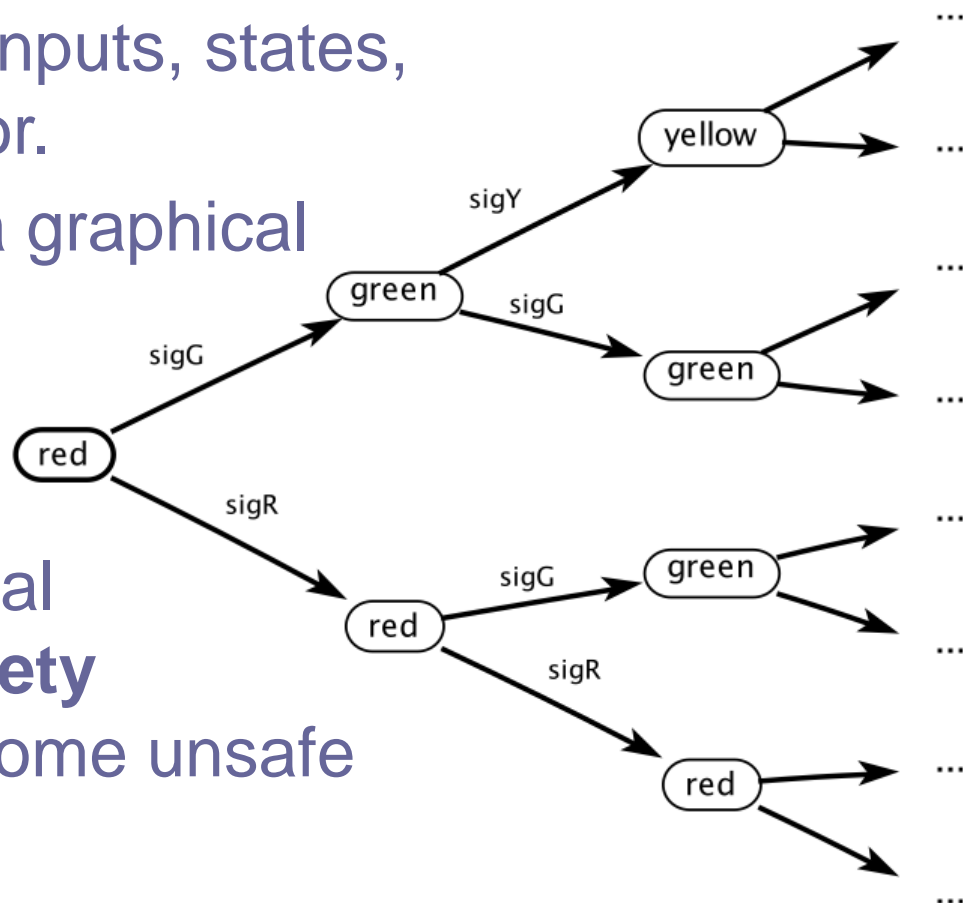 nputs, states,
or.
a graphical
al
ety
ome unsafe
...
yellow
...
sigY
...
green
sigG
sigG
green
...
red
...
sigR
sigG
green
red
...
sigR
...
red
...